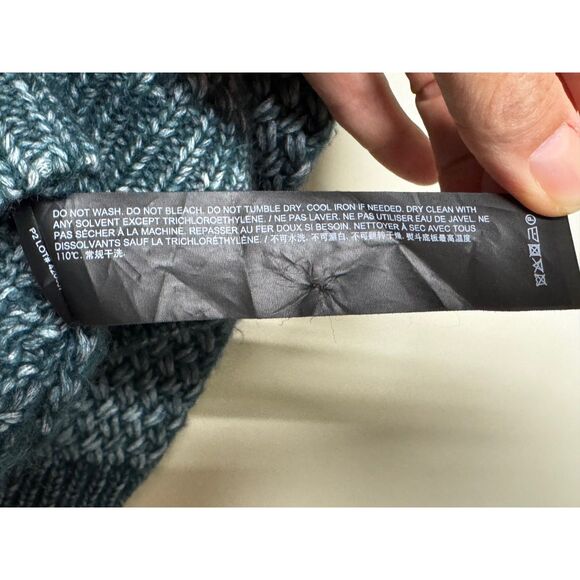 DO NOT WASH. DO NOT BLEACH. DO NOT TUMBLE DRY. COOL IRON IF NEEDED. DRY CLEAN WITH
ANY SOLVENT EXCEPT TRICHLOROETHYLENE. / NE PAS LAVER. NE PAS UTILISER EAU DE JAVEL. NE
PAS SÉCHER À LA MACHINE. REPASSER AU FER DOUX SI BESOIN. NETTOYER À SEC AVEC TOUS
DISSOLVANTS SAUF LA TRICHLORÉTHYLÈNE. / 不可水洗. 不可漂白. 不可翻转干燥. 熨斗底板最高温度
110℃. 常规干洗.
P2 LOT#